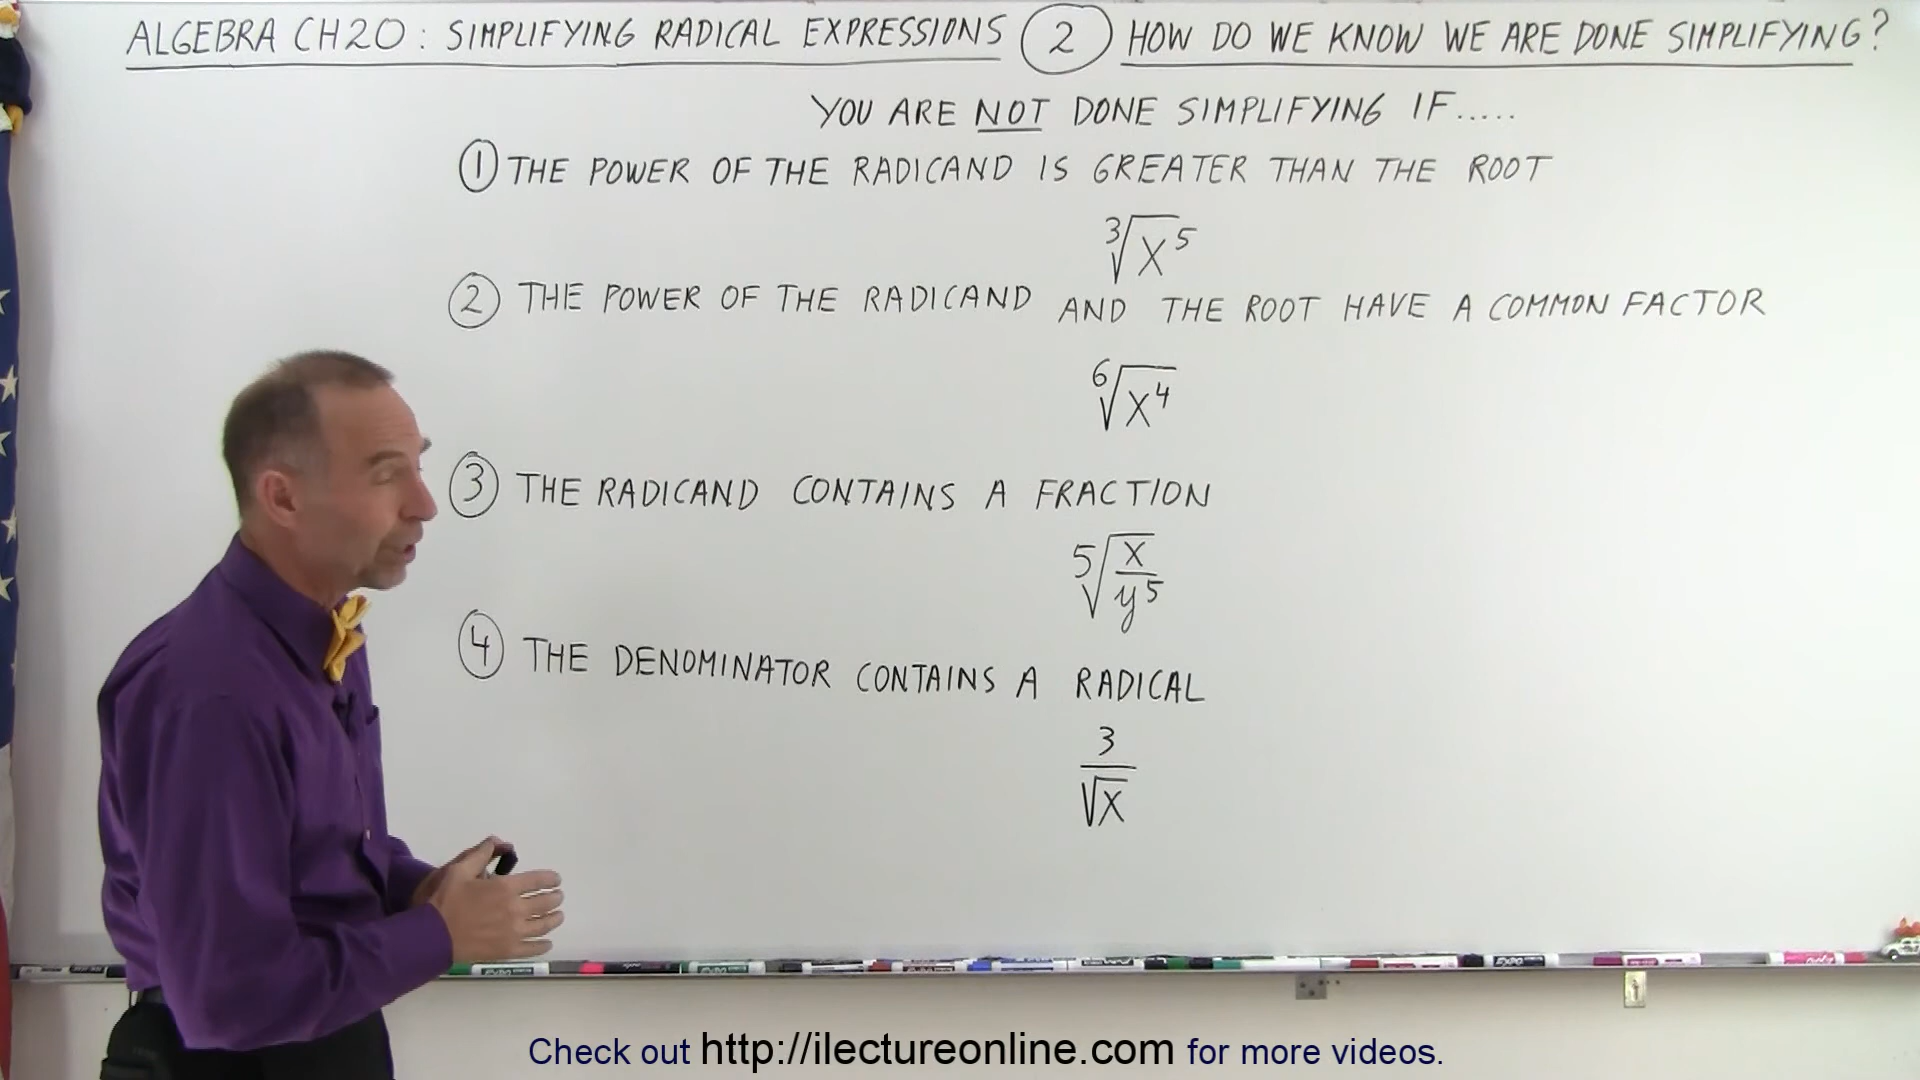 ALGEBRA CH20 : SIMPLIFYING RADICAL EXPRESSIONS ② HOW DO WE KNOW WE ARE DONE SIMPLIFYING?
YOU ARE NOT DONE SIMPLIFYING IF.....
① THE POWER OF THE RADICAND IS GREATER THAN THE ROOT
³√x⁵
② THE POWER OF THE RADICAND AND THE ROOT HAVE A COMMON FACTOR
⁶√x⁴
③ THE RADICAND CONTAINS A FRACTION
⁵√(x/y⁵)
④ THE DENOMINATOR CONTAINS A RADICAL
3/√x
Check out http://ilectureonline.com for more videos.